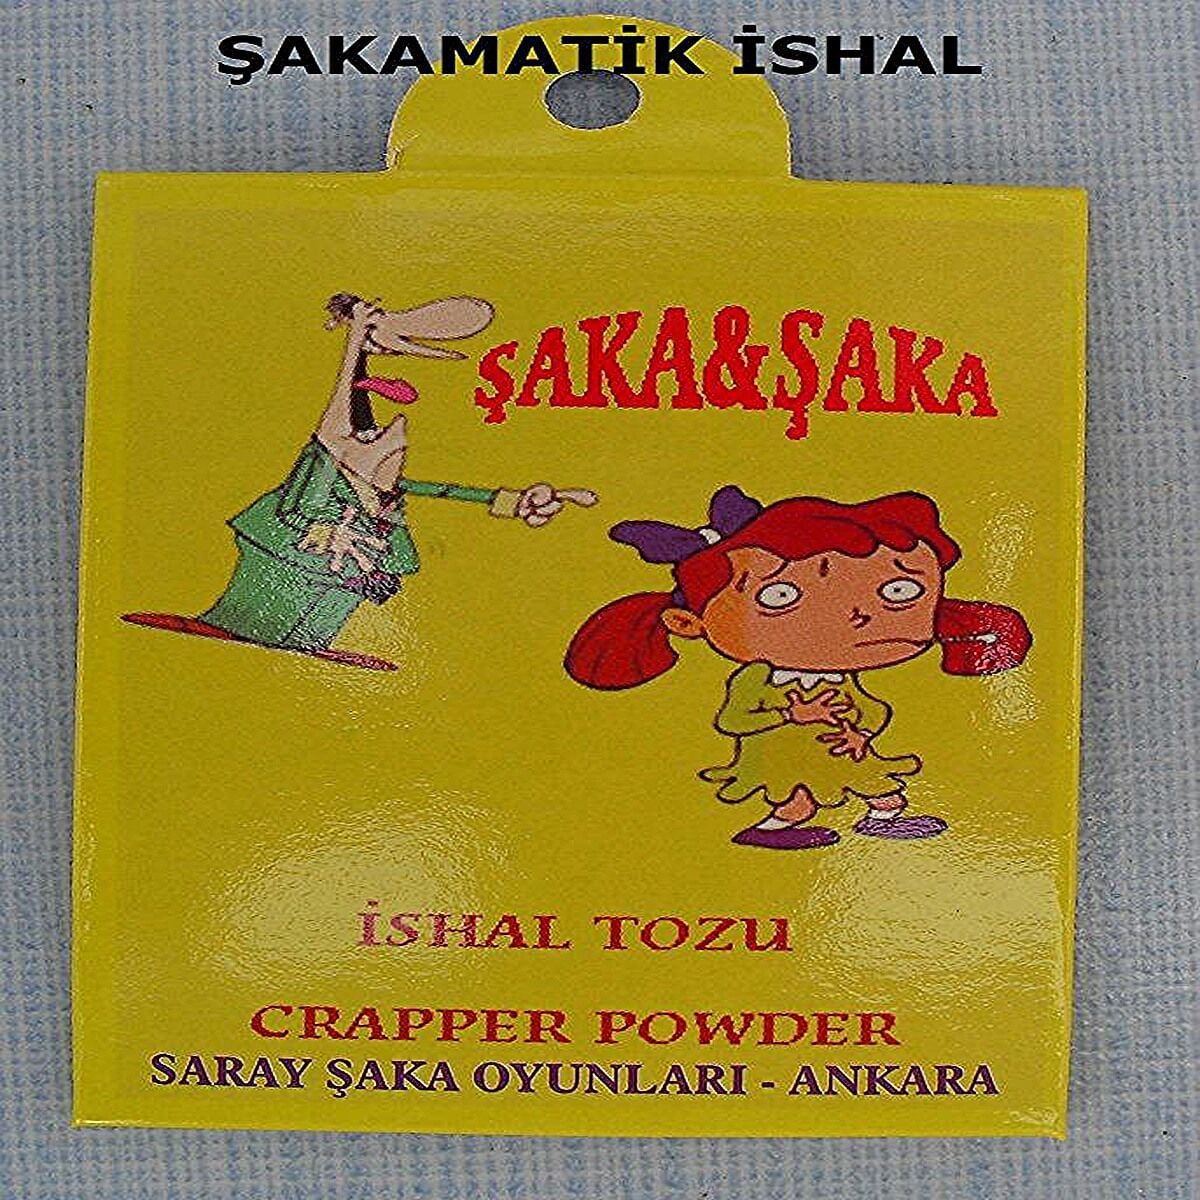 ŞAKAMATİK İSHAL
ŞAKA&ŞAKA
İSHAL TOZU
CRAPPER POWDER
SARAY ŞAKA OYUNLARI - ANKARA